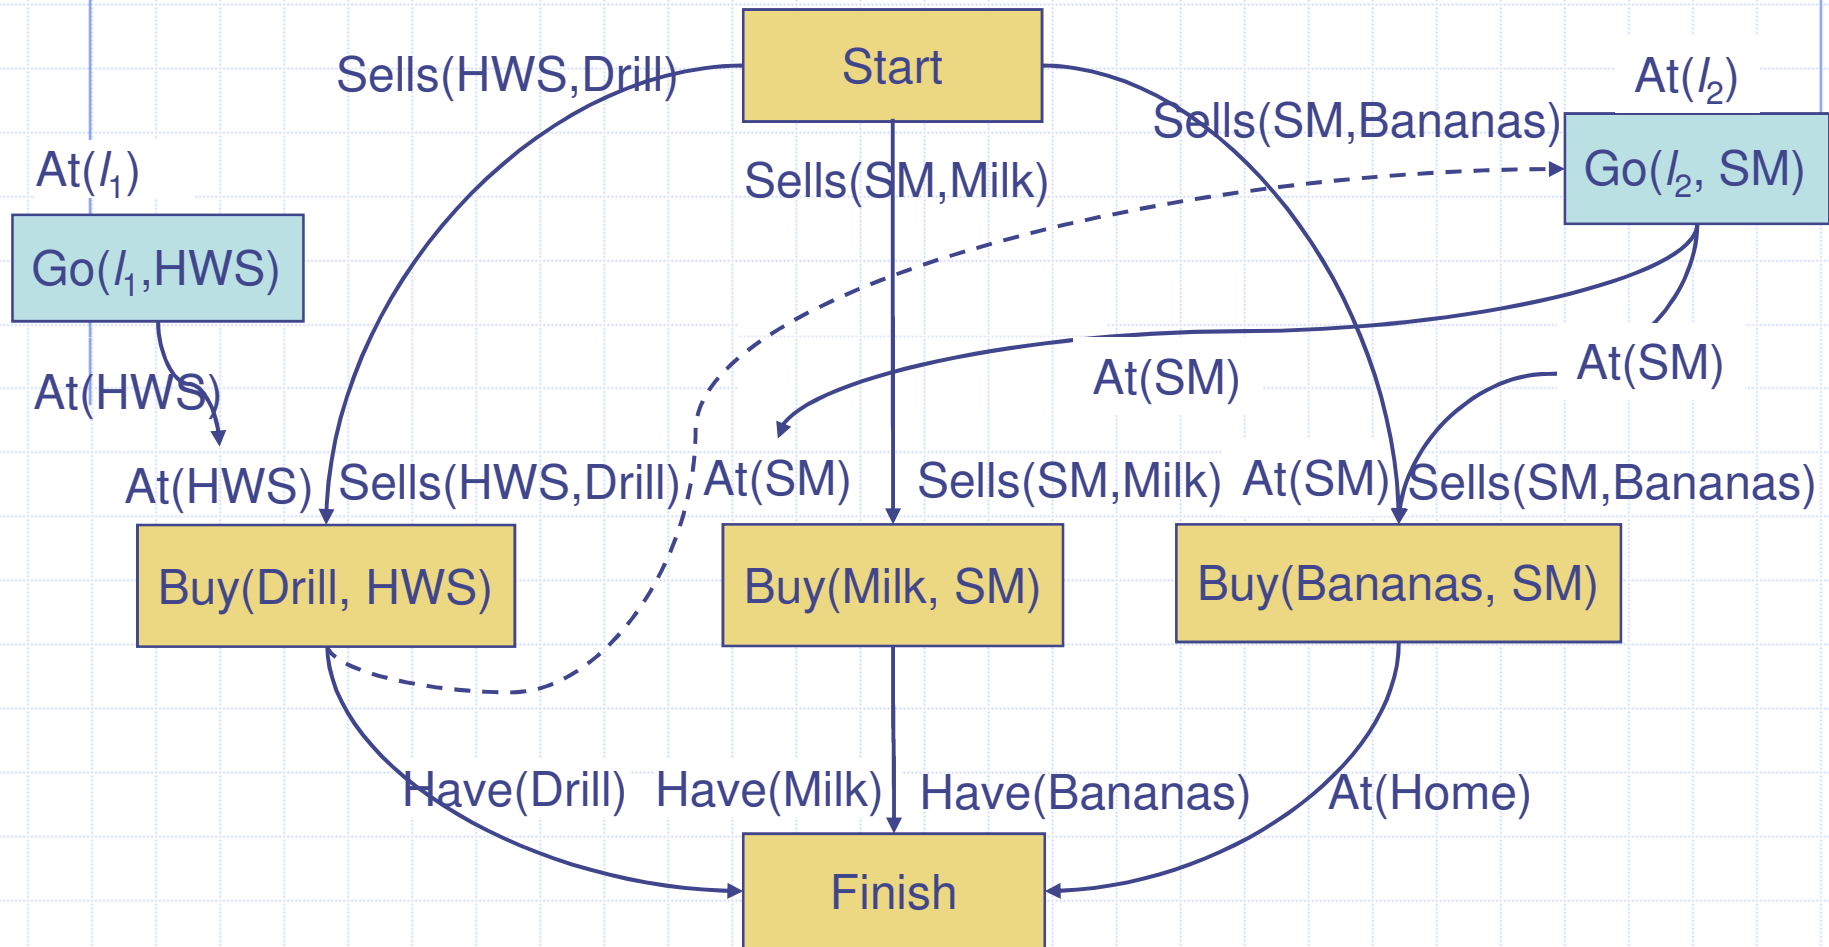 Start
Sells(HWS,Drill)
At(l2)
Sells(SM,Bananas)
At(l1)
Sells(SM,Milk)
Go(l2, SM)
Go(l1,HWS)
At(HWS)
At(SM)
At(SM)
At(HWS)
Sells(HWS,Drill)
At(SM)
Sells(SM,Milk)
At(SM)
Sells(SM,Bananas)
Buy(Drill, HWS)
Buy(Milk, SM)
Buy(Bananas, SM)
Have(Drill)
Have(Milk)
Have(Bananas)
At(Home)
Finish